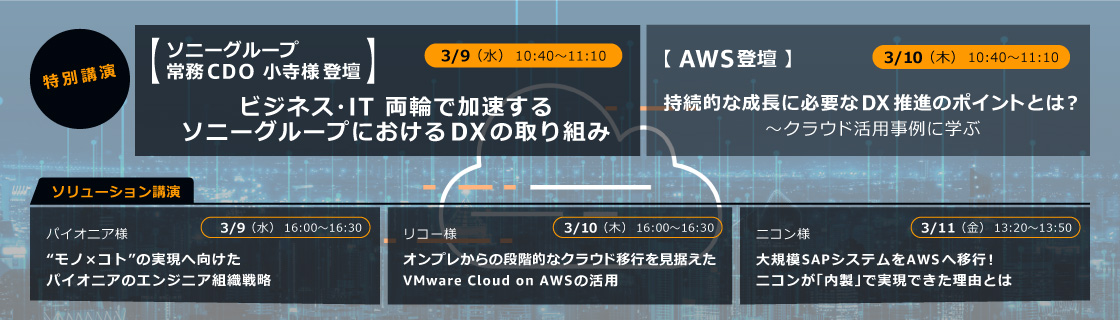 特別講演
【ソニーグループ
常務CDO 小寺様 登壇】
3/9（水） 10:40～11:10
ビジネス・IT 両輪で加速する
ソニーグループにおけるDXの取り組み
【 AWS登壇 】
3/10（木） 10:40～11:10
持続的な成長に必要なDX推進のポイントとは？
～クラウド活用事例に学ぶ
ソリューション講演
パイオニア様
3/9（水） 16:00～16:30
“モノ×コト”の実現へ向けた
パイオニアのエンジニア組織戦略
リコー様
3/10（木） 16:00～16:30
オンプレからの段階的なクラウド移行を見据えた
VMware Cloud on AWSの活用
ニコン様
3/11（金） 13:20～13:50
大規模SAPシステムをAWSへ移行！
ニコンが「内製」で実現できた理由とは